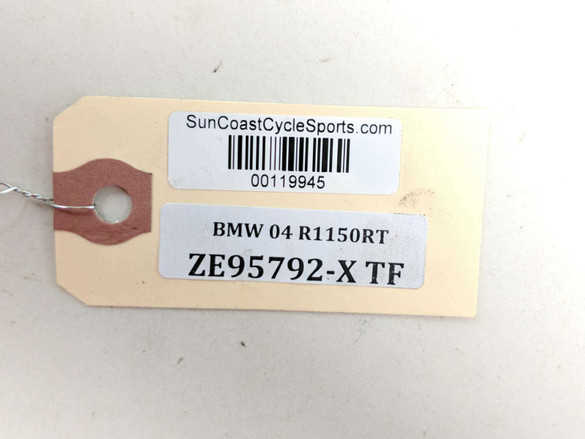 SunCoastCycleSports.com
00119945
BMW 04 R1150RT
ZE95792-X TF